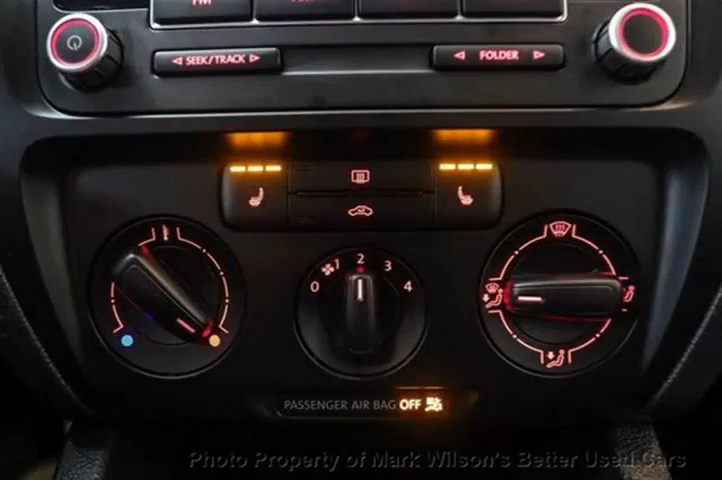 FM
SEEK/TRACK
FOLDER
0 1 2 3 4
PASSENGER AIR BAG OFF
Photo Property of Mark Wilson's Better Used Cars